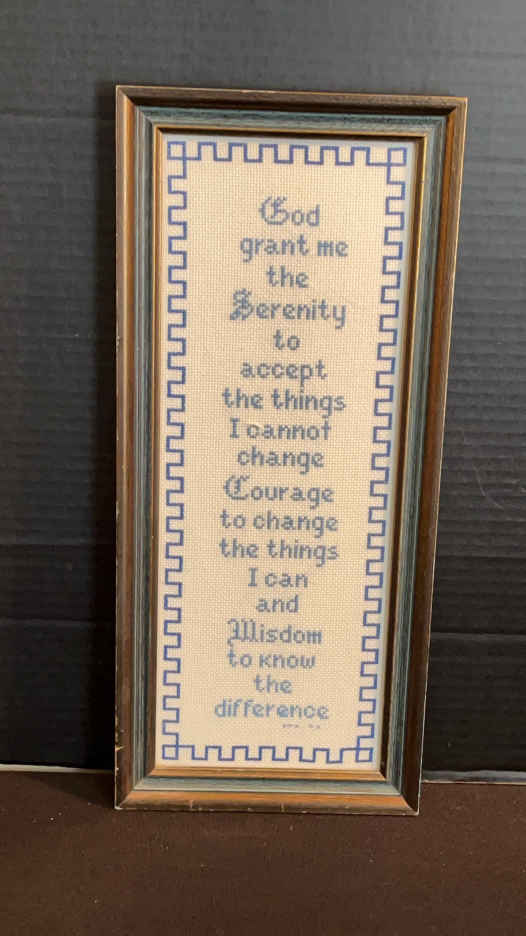 God
grant me
the
Serenity
to
accept
the things
I cannot
change
Courage
to change
the things
I can
and
Wisdom
to know
the
difference